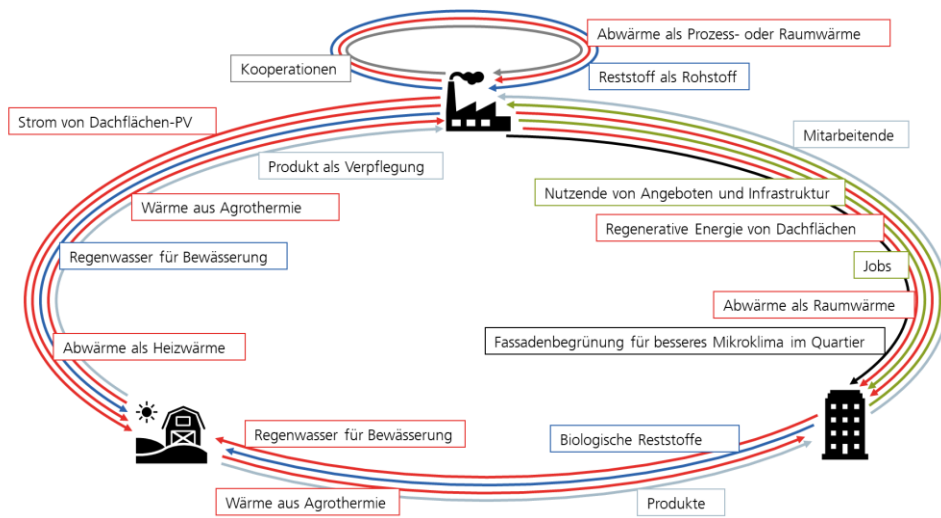 Abwärme als Prozess- oder Raumwärme
Kooperationen
Reststoff als Rohstoff
Strom von Dachflächen-PV
Mitarbeitende
Produkt als Verpflegung
Nutzende von Angeboten und Infrastruktur
Wärme aus Agrothermie
Regenerative Energie von Dachflächen
Regenwasser für Bewässerung
Jobs
Abwärme als Raumwärme
Fassadenbegrünung für besseres Mikroklima im Quartier
Abwärme als Heizwärme
Regenwasser für Bewässerung
Biologische Reststoffe
Wärme aus Agrothermie
Produkte